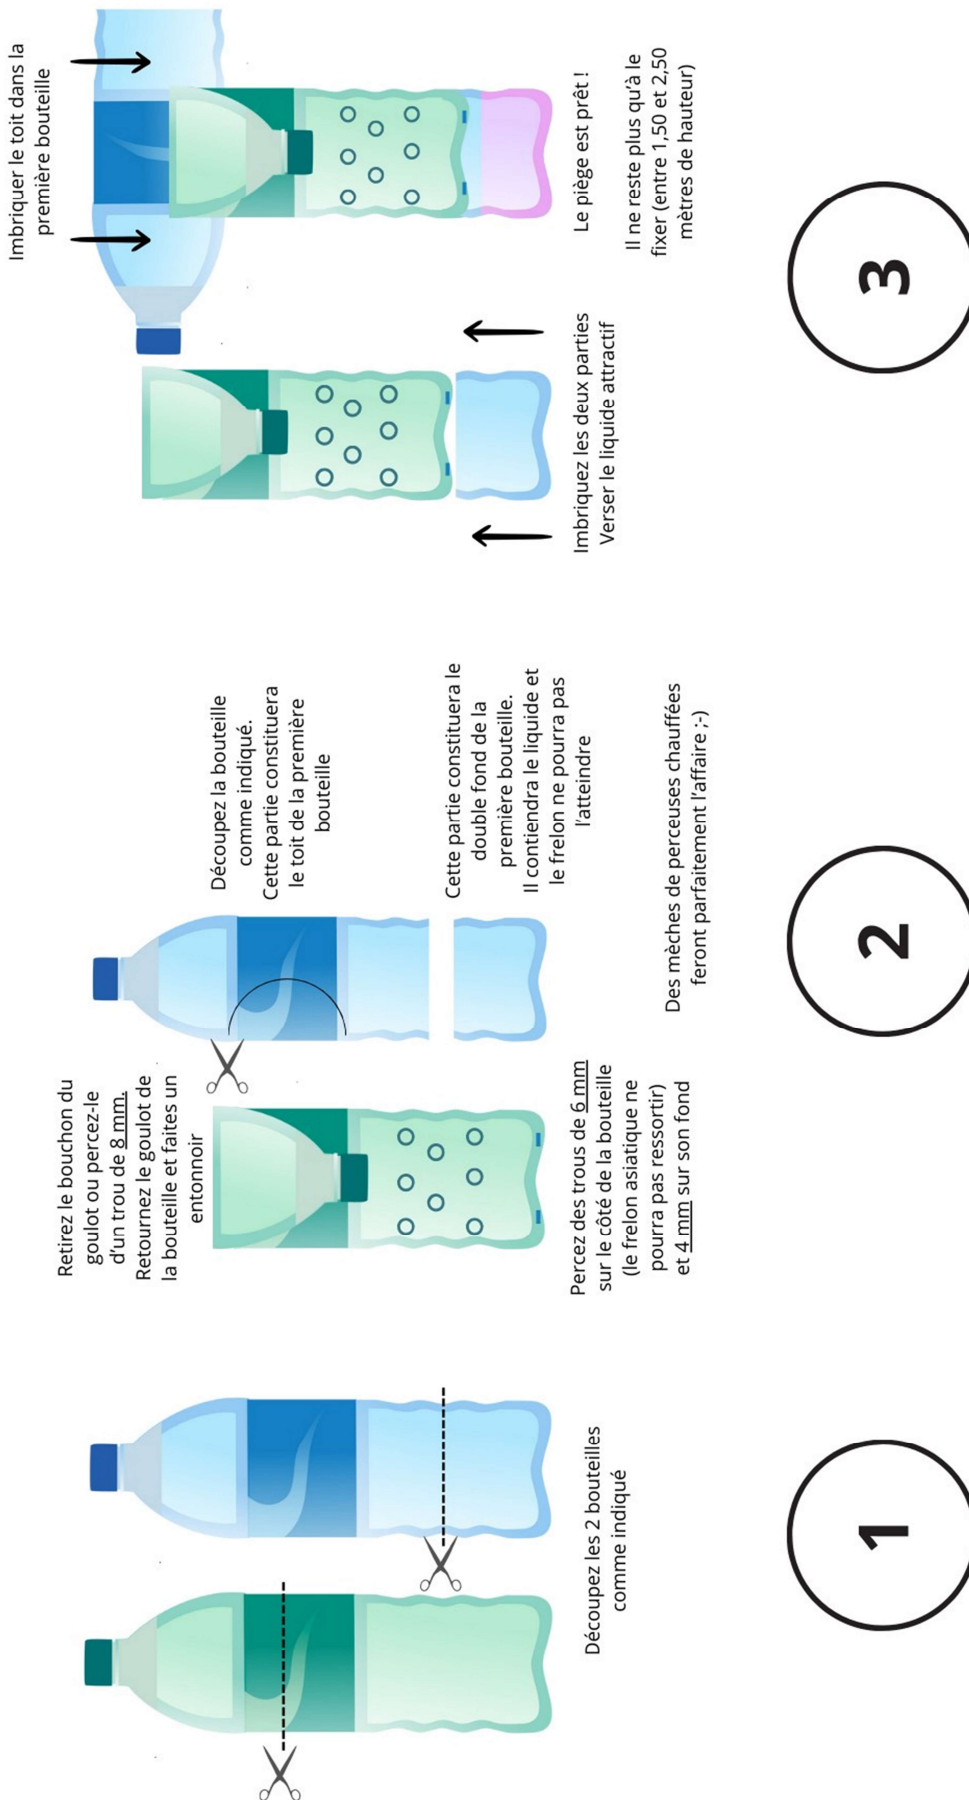 Découpez les 2 bouteilles
comme indiqué
1
Retirez le bouchon du
goulot ou percez-le
d'un trou de 8 mm.
Retournez le goulot de
la bouteille et faites un
entonnoir
Percez des trous de 6 mm
sur le côté de la bouteille
(le frelon asiatique ne
pourra pas ressortir)
et 4 mm sur son fond
Découpez la bouteille
comme indiqué.
Cette partie constituera
le toit de la première
bouteille
Cette partie constituera le
double fond de la
première bouteille.
Il contiendra le liquide et
le frelon ne pourra pas
l'atteindre
Des mèches de perceuses chauffées
feront parfaitement l'affaire ;-)
2
Imbriquez les deux parties
Verser le liquide attractif
Imbriquer le toit dans la
première bouteille
Le piège est prêt !
Il ne reste plus qu'à le
fixer (entre 1,50 et 2,50
mètres de hauteur)
3